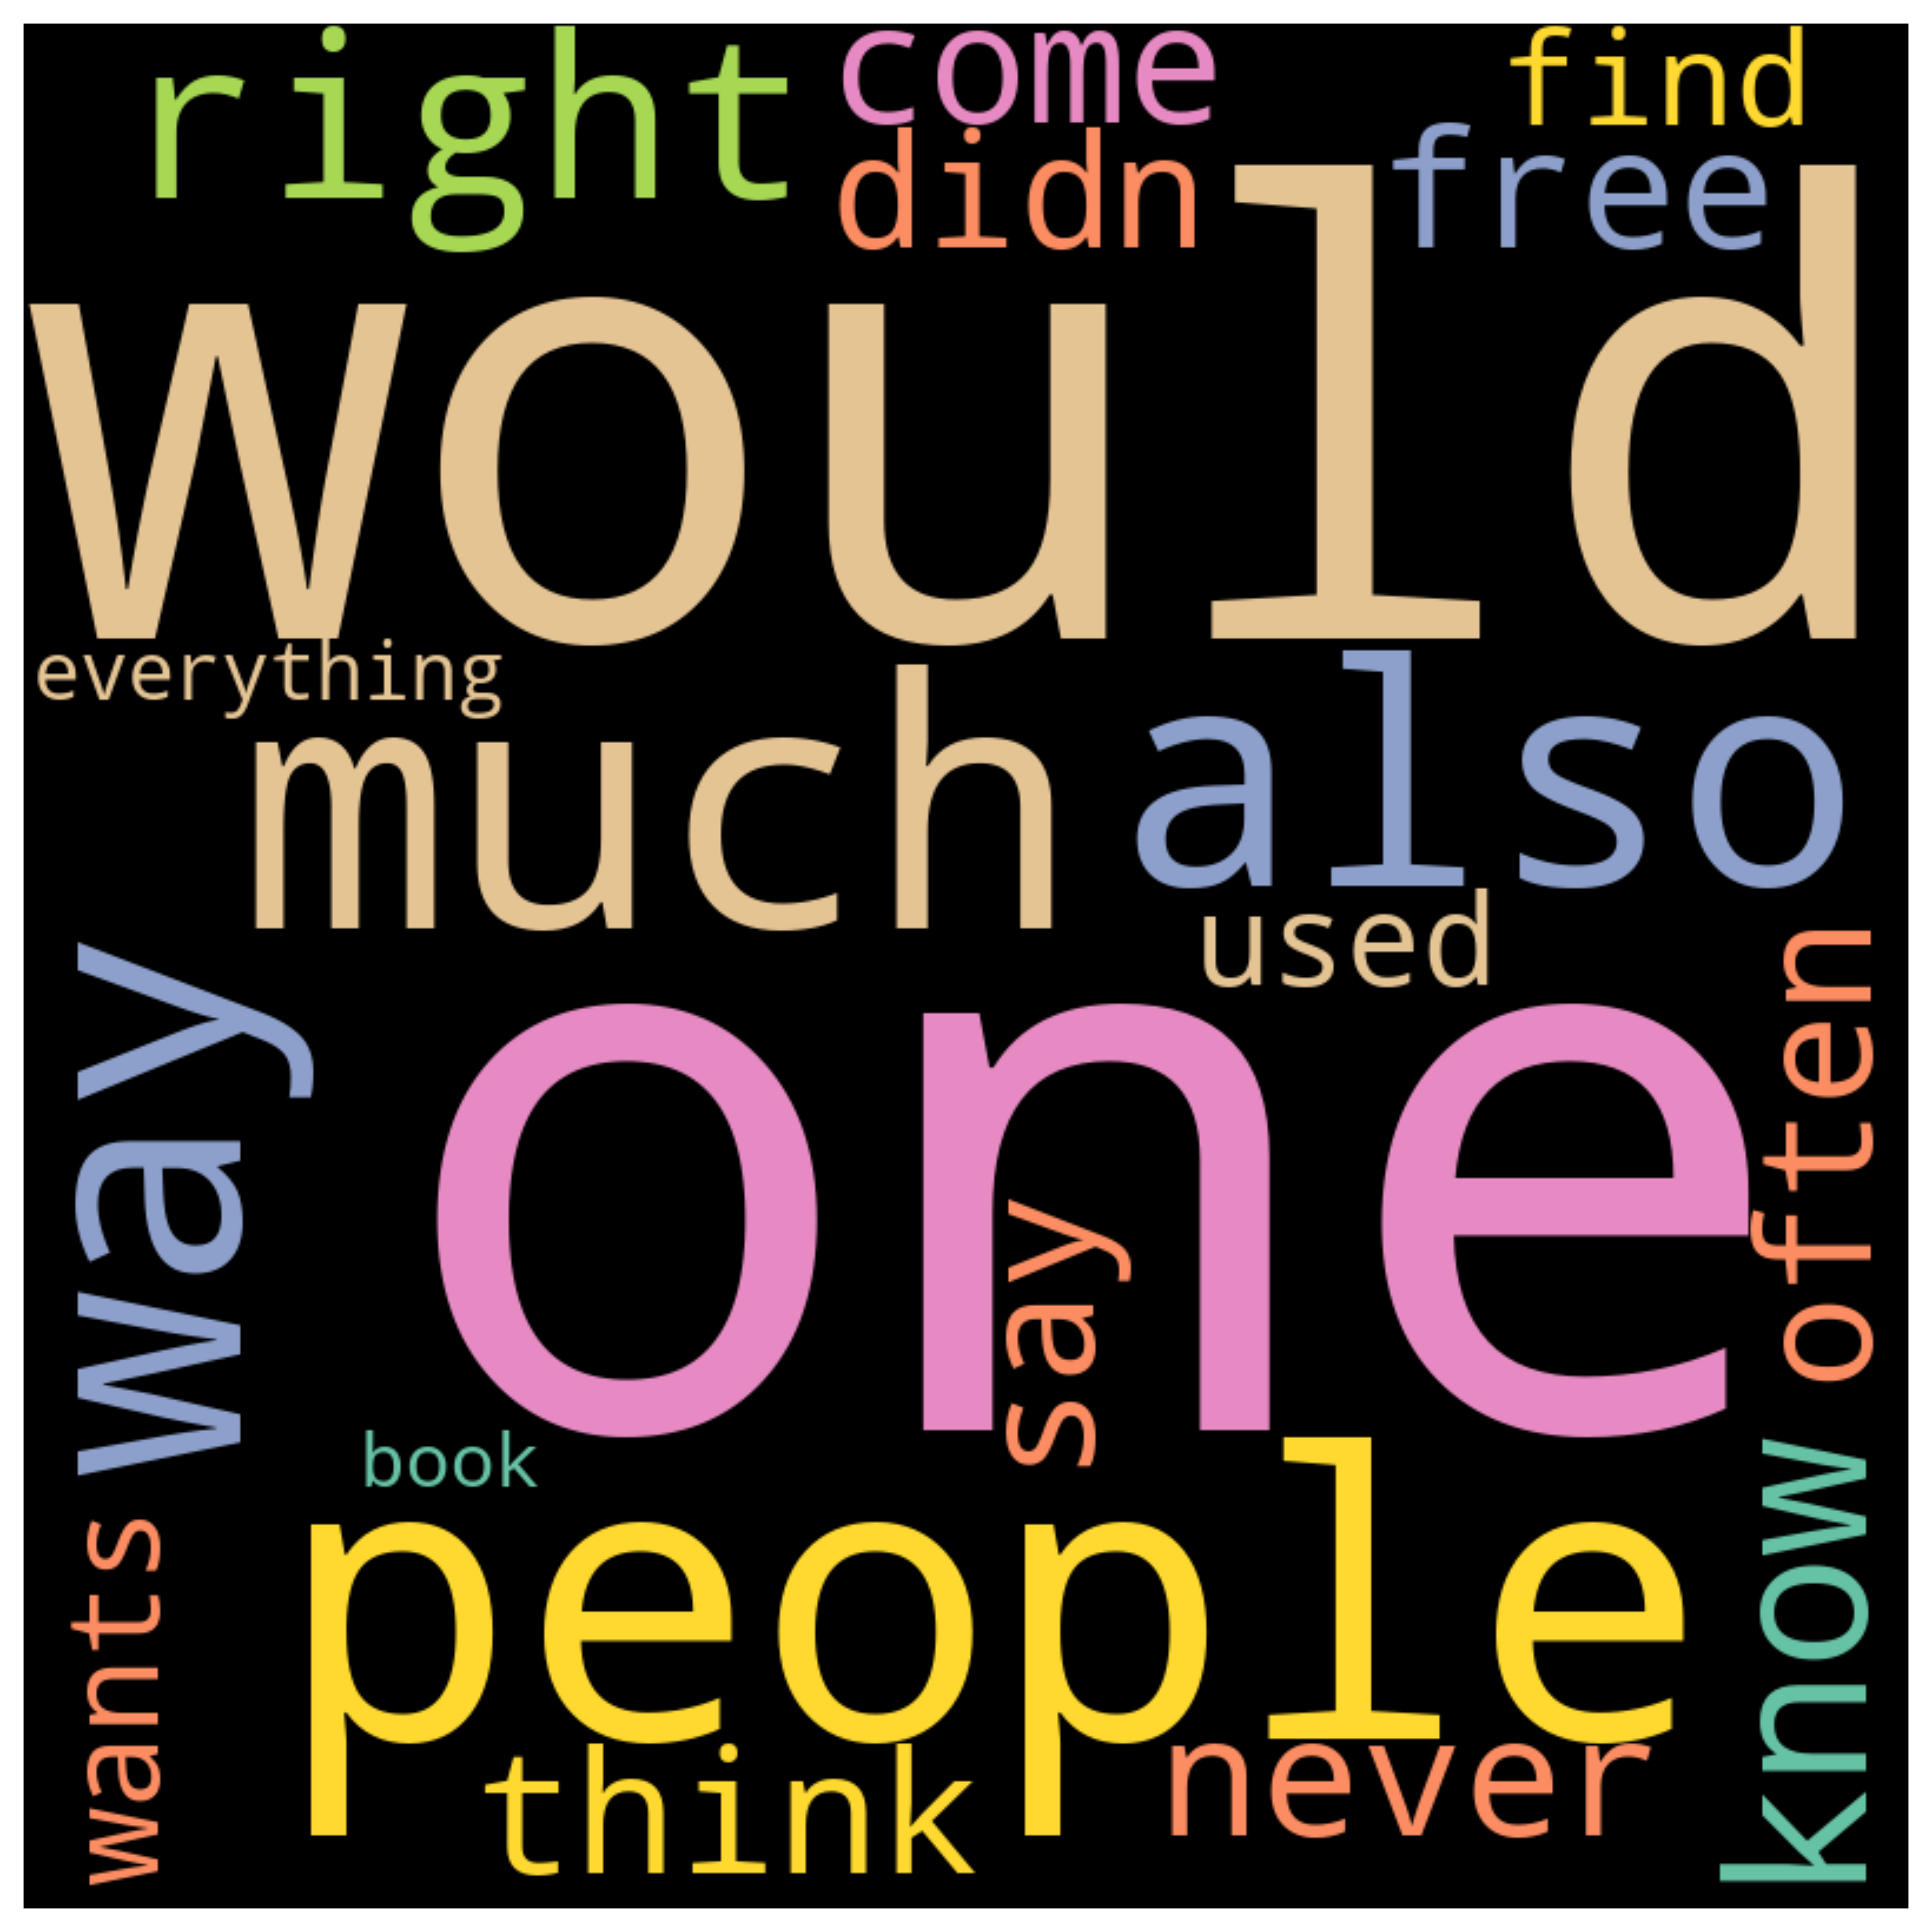 right come find
didn free
would
everything
much also
used
way
one
often
say
book
people
wants
know
think never